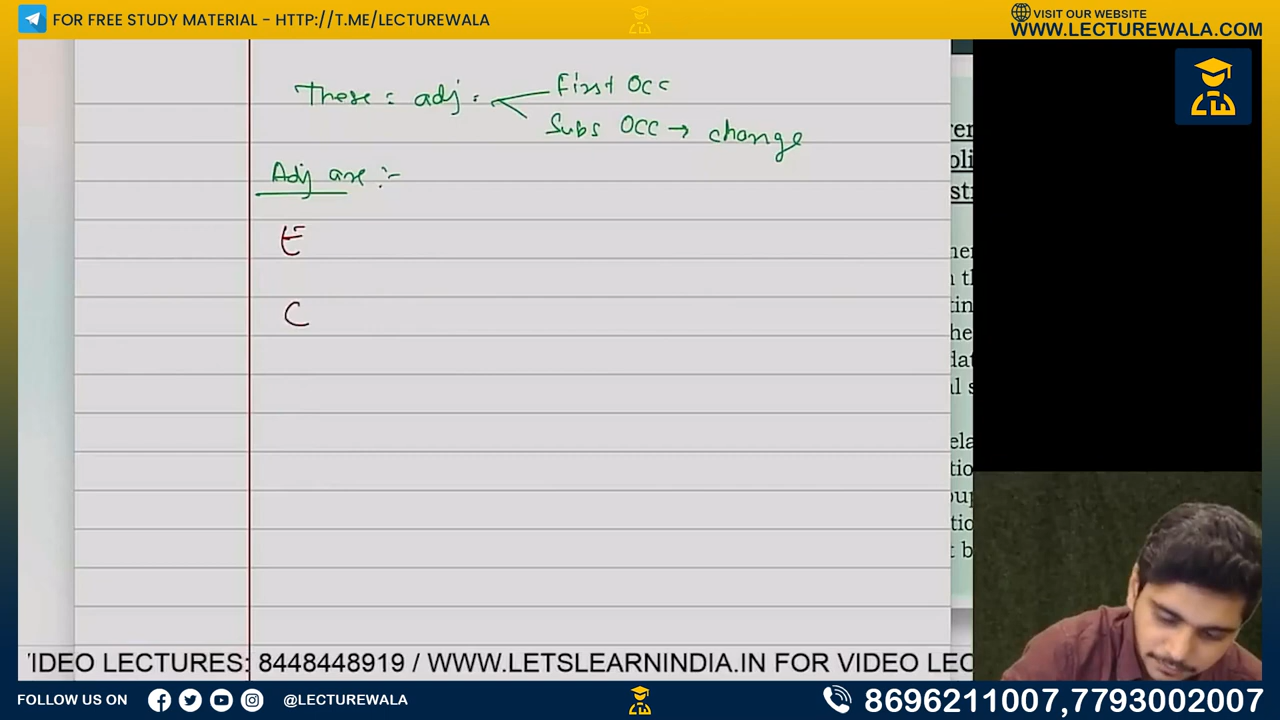 FOR FREE STUDY MATERIAL - HTTP://T.ME/LECTUREWALA
VISIT OUR WEBSITE
WWW.LECTUREWALA.COM
These : adj :
First Occ
Subs Occ → change
Adj are :-
E
C
VIDEO LECTURES: 8448448919 / WWW.LETSLEARNINDIA.IN FOR VIDEO LEC
FOLLOW US ON
@LECTUREWALA
8696211007,7793002007